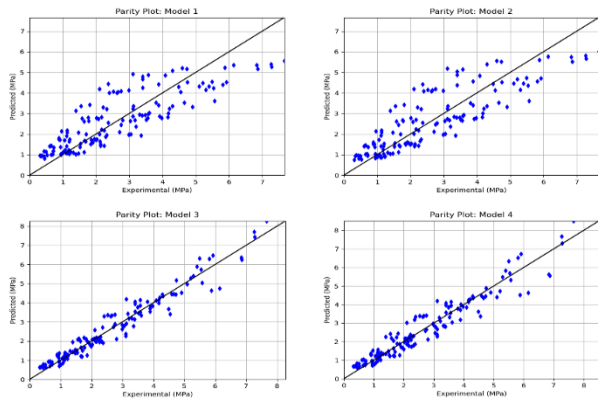 Parity Plot: Model 1
Parity Plot: Model 2
7
6
5
4
3
2
1
0
Predicted (MPa)
0 1 2 3 4 5 6 7
Experimental (MPa)
7
6
5
4
3
2
1
0
Predicted (MPa)
0 1 2 3 4 5 6 7
Experimental (MPa)
Parity Plot: Model 3
Parity Plot: Model 4
8
7
6
5
4
3
2
1
0
Predicted (MPa)
0 1 2 3 4 5 6 7 8
Experimental (MPa)
8
7
6
5
4
3
2
1
0
Predicted (MPa)
0 1 2 3 4 5 6 7 8
Experimental (MPa)